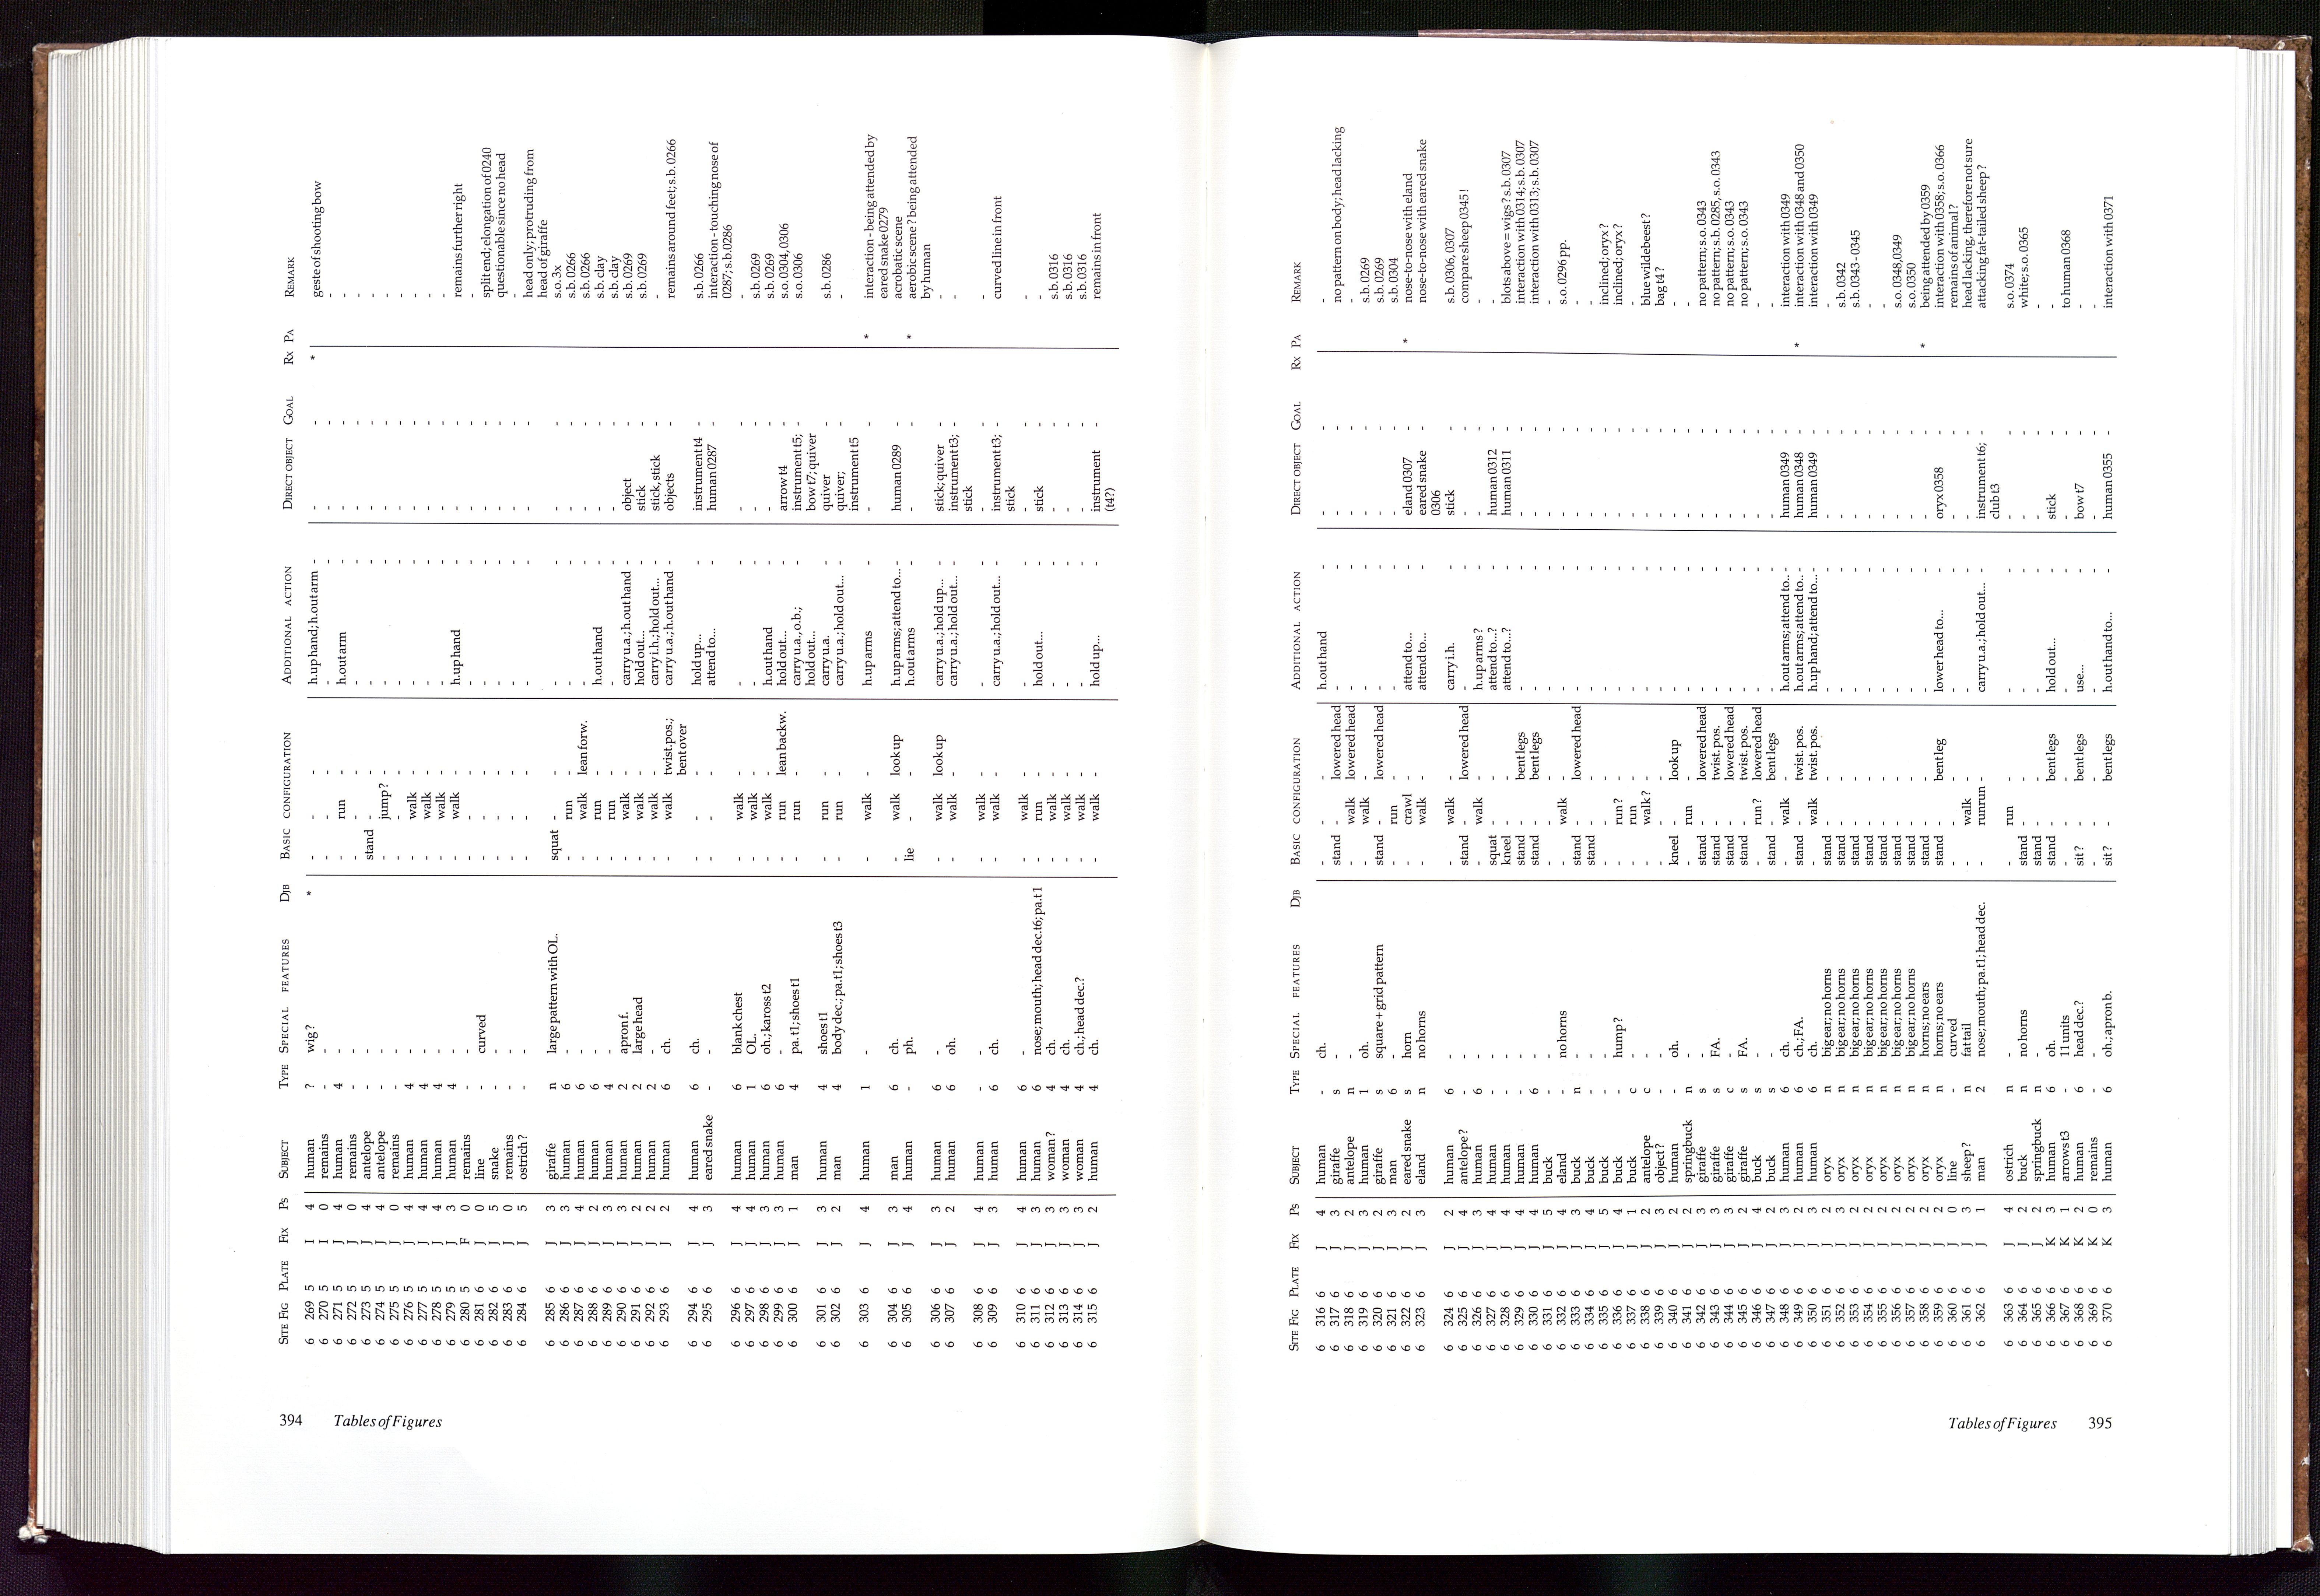 394 Tables of Figures
SITE FIG PLATE FIX PS SUBJECT TYPE SPECIAL FEATURES DJB BASIC CONFIGURATION ADDITIONAL ACTION DIRECT OBJECT GOAL RX PA REMARK
6 269 5 I 4 human ? wig? * - - - h.up hand; h.out arm - - - * geste of shooting bow
6 270 5 I 0 remains - - - - - - - - - -
6 271 5 J 4 human 4 - - run - h.out arm - - - -
6 272 5 J 0 remains - - - - - - - - - -
6 273 5 J 4 antelope - - stand - - - - - - -
6 274 5 J 4 antelope - - - jump? - - - - - -
6 275 5 J 0 remains - - - - - - - - - -
6 276 5 J 4 human 4 - - walk - - - - - -
6 277 5 J 4 human 4 - - walk - - - - - -
6 278 5 J 4 human 4 - - walk - - - - - -
6 279 5 J 3 human 4 - - walk - h.up hand - - - remains further right
6 280 5 F 0 remains - - - - - - - - - -
6 281 6 J 0 line - curved - - - - - - - split end; elongation of 0240
6 282 6 J 5 snake - - - - - - - - - questionable since no head
6 283 6 J 0 remains - - - - - - - - - -
6 284 6 J 5 ostrich? - - - - - - - - - head only; protruding from
head of giraffe
6 285 6 J 3 giraffe n large pattern with OL. squat - - - - - - s.o. 3x
6 286 6 J 3 human 6 - - run - - - - - s.b. 0266
6 287 6 J 4 human 6 - - walk lean forw. - - - - s.b. 0266
6 288 6 J 2 human 6 - - run - h.out hand - - - s.b. clay
6 289 6 J 3 human 4 - - run - - - - - s.b. clay
6 290 6 J 3 human 2 apron f. - walk - carry u.a.; h.out hand - object - s.b. 0269
6 291 6 J 2 human 2 large head - walk - hold out... - stick - s.b. 0269
6 292 6 J 2 human 2 - - walk - carry i.h.; hold out... - stick, stick - -
6 293 6 J 2 human 6 ch. - walk twist. pos.; carry u.a.; h.out hand - objects - remains around feet; s.b. 0266
bent over
6 294 6 J 4 human 6 ch. - - - hold up... - instrument t4 - s.b. 0266
6 295 6 J 3 eared snake - - - - - attend to... - human 0287 - interaction - touching nose of
0287; s.b. 0286
6 296 6 J 4 human 6 blank chest - walk - - - - - -
6 297 6 J 4 human 1 OL. - walk - - - - - s.b. 0269
6 298 6 J 3 human 6 oh.; kaross t2 - walk - h.out hand - - - s.b. 0269
6 299 6 J 3 human 6 - - run lean backw. hold out... - arrow t4 - s.o. 0304, 0306
6 300 6 J 1 man 4 pa. t1; shoes t1 - run - carry u.a., o.b.; - instrument t5; - s.o. 0306
hold out... bow t7; quiver
6 301 6 J 3 human 4 shoes t1 - run - carry u.a. - quiver - s.b. 0286
6 302 6 J 2 man 4 body dec.; pa.t1; shoes t3 - run - carry u.a.; hold out... - quiver; - -
instrument t5
6 303 6 J 4 human 1 - - walk - h.up arms - - - * interaction - being attended by
eared snake 0279
6 304 6 J 3 man 6 ch. - walk look up h.up arms; attend to... - human 0289 - acrobatic scene
6 305 6 J 4 human - ph. lie - - h.out arms - - - * aerobic scene? being attended
by human
6 306 6 J 3 human 6 - - walk look up carry u.a.; hold up... - stick; quiver - -
6 307 6 J 2 human 6 oh. - walk - carry u.a.; hold out... - instrument t3; - -
stick
6 308 6 J 4 human - - - walk - - - - - -
6 309 6 J 3 human 6 ch. - walk - carry u.a.; hold out... - instrument t3; - curved line in front
stick
6 310 6 J 4 human 6 - - walk - - - - - -
6 311 6 J 3 human 6 nose; mouth; head dec.t6; pa.t1 - run - hold out... - stick - -
6 312 6 J 3 woman? 4 ch. - walk - - - - - s.b. 0316
6 313 6 J 3 woman 4 ch. - walk - - - - - s.b. 0316
6 314 6 J 3 woman 4 ch.; head dec.? - walk - - - - - s.b. 0316
6 315 6 J 2 human 4 ch. - walk - hold up... - instrument - remains in front
(t4?)
Tables of Figures 395
SITE FIG PLATE FIX PS SUBJECT TYPE SPECIAL FEATURES DJB BASIC CONFIGURATION ADDITIONAL ACTION DIRECT OBJECT GOAL RX PA REMARK
6 316 6 J 4 human - ch. - - - h.out hand - - - -
6 317 6 J 3 giraffe s - stand - lowered head - - - - no pattern on body; head lacking
6 318 6 J 2 antelope n - - walk lowered head - - - - -
6 319 6 J 3 human 1 oh. - walk - - - - - s.b. 0269
6 320 6 J 2 giraffe s square + grid pattern stand - lowered head - - - - s.b. 0269
6 321 6 J 3 man 6 - - run - - - - - s.b. 0304
6 322 6 J 2 eared snake s horn - crawl - attend to... - eland 0307 - * nose-to-nose with eland
6 323 6 J 3 eland n no horns - walk - attend to... - eared snake - nose-to-nose with eared snake
0306
6 324 6 J 2 human 6 - - walk - carry i.h. - stick - s.b. 0306, 0307
6 325 6 J 4 antelope? - - stand - lowered head - - - - compare sheep 0345!
6 326 6 J 3 human 6 - - walk - h.up arms? - - - -
6 327 6 J 4 human - - squat - - attend to...? - human 0312 - -
6 328 6 J 4 human - - kneel - - attend to...? - human 0311 - blots above = wigs? s.b. 0307
6 329 6 J 4 human - - stand - bent legs - - - - interaction with 0314; s.b. 0307
6 330 6 J 4 human 6 - stand - bent legs - - - - interaction with 0313; s.b. 0307
6 331 6 J 5 buck - - - - - - - - - -
6 332 6 J 4 eland - no horns - walk - - - - - s.o. 0296 pp.
6 333 6 J 3 buck n - stand - lowered head - - - - -
6 334 6 J 4 buck - - stand - - - - - - -
6 335 6 J 5 buck - - - - - - - - - inclined; oryx?
6 336 6 J 4 buck - hump? - run? - - - - - inclined; oryx?
6 337 6 J 1 buck c - - run - - - - - -
6 338 6 J 2 antelope c - - walk? - - - - - blue wildebeest?
6 339 6 J 3 object? - - - - - - - - - bag t4?
6 340 6 J 2 human - oh. kneel - look up - - - - -
6 341 6 J 2 springbuck n - - run - - - - - -
6 342 6 J 3 giraffe s - stand - lowered head - - - - no pattern; s.o. 0343
6 343 6 J 3 giraffe s FA. stand - twist. pos. - - - - no pattern; s.b. 0285, s.o. 0343
6 344 6 J 3 giraffe c - stand - lowered head - - - - no pattern; s.o. 0343
6 345 6 J 2 giraffe s FA. stand - twist. pos. - - - - no pattern; s.o. 0343
6 346 6 J 4 buck s - - run? lowered head - - - - -
6 347 6 J 2 buck s - stand - bent legs - - - - -
6 348 6 J 3 human 6 ch. - walk - h.out arms; attend to... - human 0349 - interaction with 0349
6 349 6 J 2 human 6 ch.; FA. stand - twist. pos. h.out arms; attend to... - human 0348 - * interaction with 0348 and 0350
6 350 6 J 3 human 6 ch. - walk twist. pos. h.up hand; attend to... - human 0349 - interaction with 0349
6 351 6 J 2 oryx n big ear; no horns stand - - - - - - -
6 352 6 J 3 oryx n big ear; no horns stand - - - - - - s.b. 0342
6 353 6 J 2 oryx n big ear; no horns stand - - - - - - s.b. 0343 - 0345
6 354 6 J 2 oryx n big ear; no horns stand - - - - - - -
6 355 6 J 2 oryx n big ear; no horns stand - - - - - - -
6 356 6 J 2 oryx n big ear; no horns stand - - - - - - s.o. 0348, 0349
6 357 6 J 2 oryx n big ear; no horns stand - - - - - - s.o. 0350
6 358 6 J 2 oryx n horns; no ears stand - - - - - - * being attended by 0359
6 359 6 J 2 oryx n horns; no ears stand - bent leg lower head to... - oryx 0358 - interaction with 0358; s.o. 0366
6 360 6 J 0 line - curved - - - - - - - remains of animal?
6 361 6 J 3 sheep? n fat tail - walk - - - - - head lacking, therefore not sure
6 362 6 J 1 man 2 nose; mouth; pa.t1; head dec. - runrun - carry u.a.; hold out... - instrument t6; - attacking fat-tailed sheep?
club t3
6 363 6 J 4 ostrich n - - run - - - - - s.o. 0374
6 364 6 J 2 buck n no horns stand - - - - - - white; s.o. 0365
6 365 6 J 2 springbuck n - stand - - - - - - -
6 366 6 K 3 human 6 oh. stand - bent legs hold out... - stick - -
6 367 6 K 1 arrows t3 - 11 units - - - - - - - to human 0368
6 368 6 K 2 human 6 head dec.? sit? - bent legs use... - bow t7 - -
6 369 6 K 0 remains - - - - - - - - - -
6 370 6 K 3 human 6 oh.; apron b. sit? - bent legs h.out hand to... - human 0355 - interaction with 0371